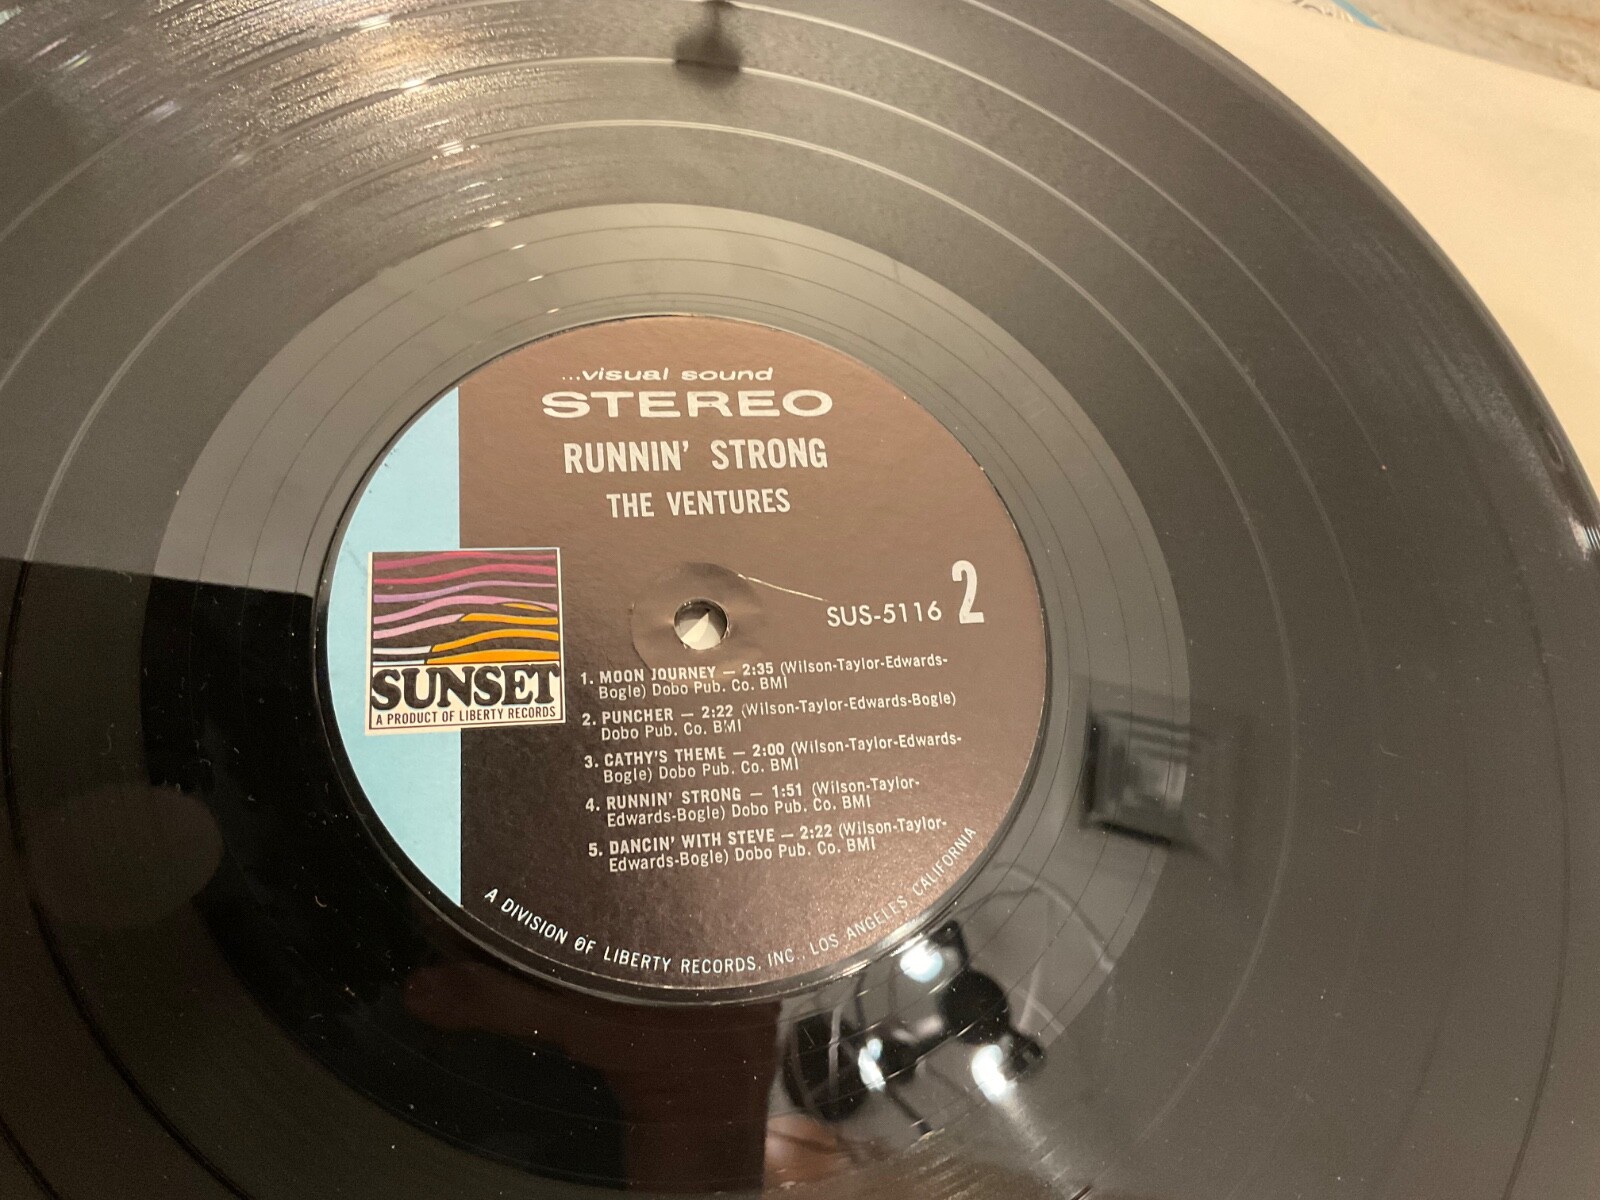 ...visual sound
STEREO
RUNNIN' STRONG
THE VENTURES
SUS-5116 2
SUNSET
A PRODUCT OF LIBERTY RECORDS
1. MOON JOURNEY — 2:35 (Wilson-Taylor-Edwards-
Bogle) Dobo Pub. Co. BMI
2. PUNCHER — 2:22 (Wilson-Taylor-Edwards-Bogle)
Dobo Pub. Co. BMI
3. CATHY'S THEME — 2:00 (Wilson-Taylor-Edwards-
Bogle) Dobo Pub. Co. BMI
4. RUNNIN' STRONG — 1:51 (Wilson-Taylor-
Edwards-Bogle) Dobo Pub. Co. BMI
5. DANCIN' WITH STEVE — 2:22 (Wilson-Taylor-
Edwards-Bogle) Dobo Pub. Co. BMI
A DIVISION OF LIBERTY RECORDS, INC., LOS ANGELES, CALIFORNIA